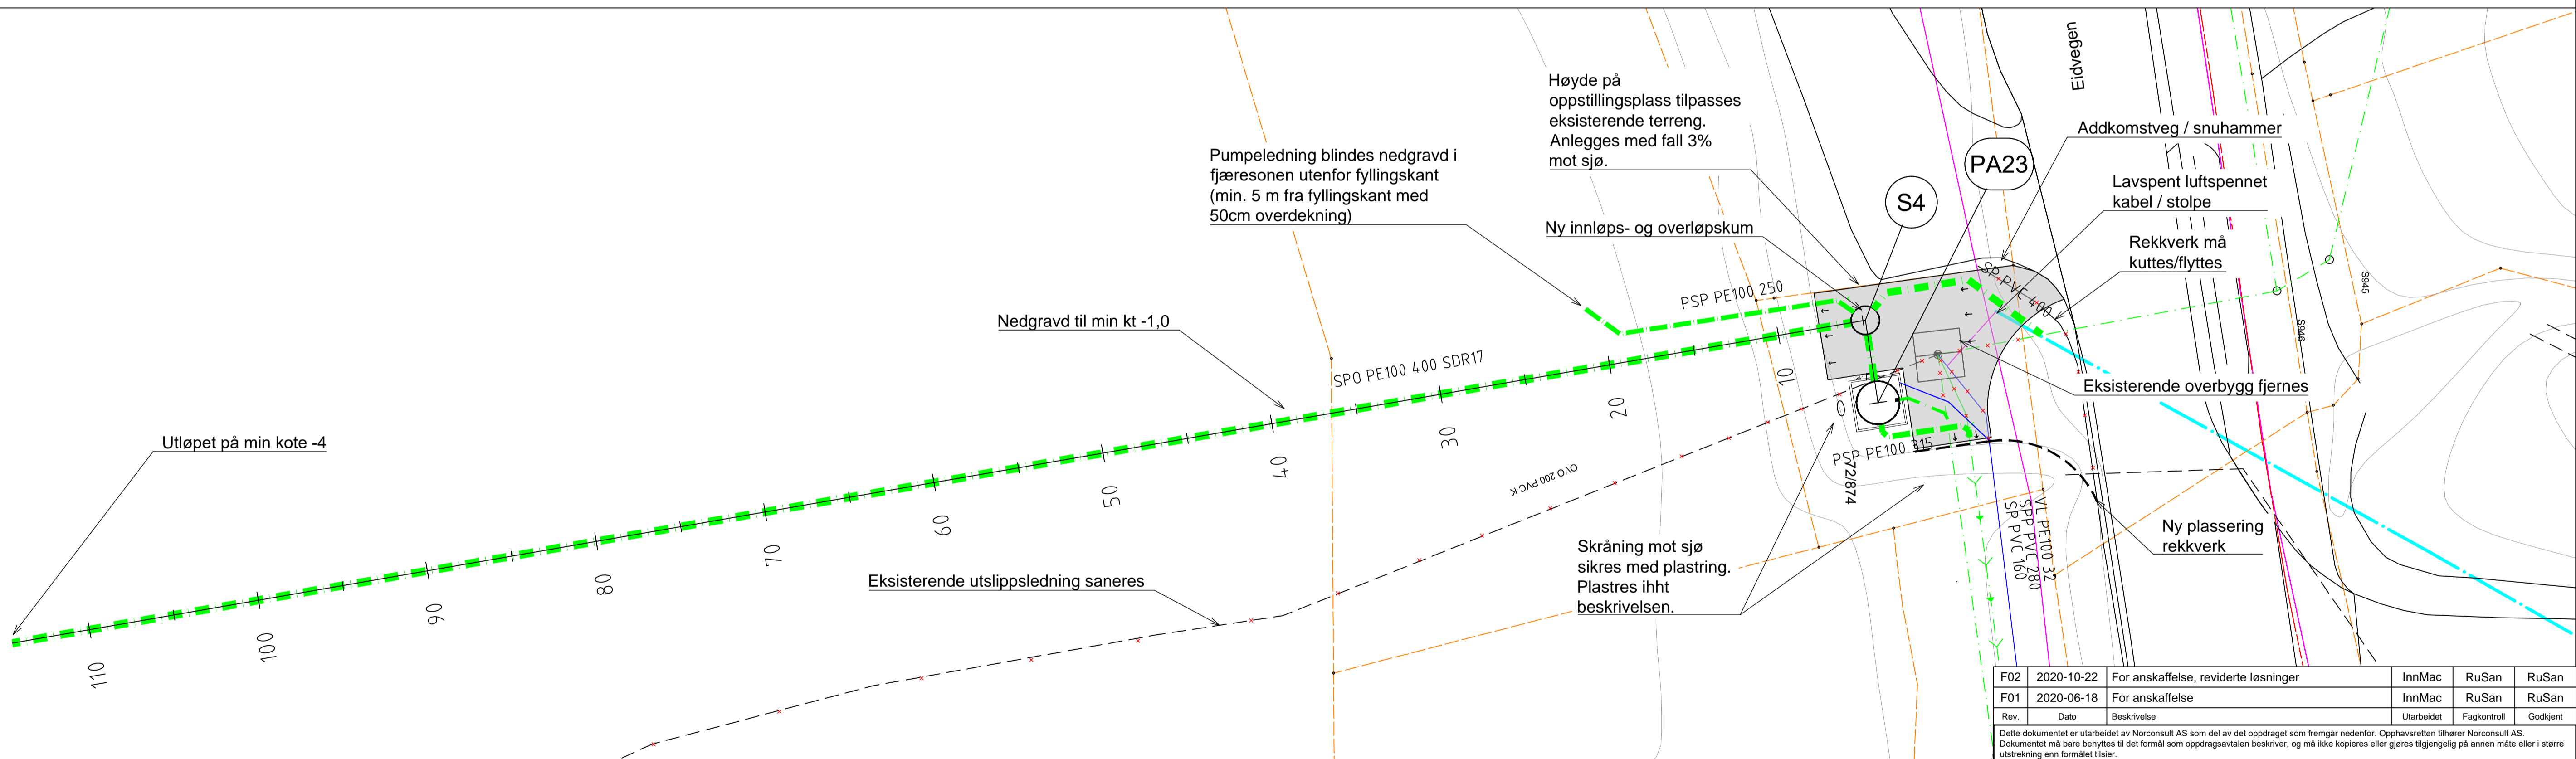 Eidvegen
Høyde på
oppstillingsplass tilpasses
eksisterende terreng.
Anlegges med fall 3%
mot sjø.
Addkomstveg / snuhammer
Pumpeledning blindes nedgravd i
fjæresonen utenfor fyllingskant
(min. 5 m fra fyllingskant med
50cm overdekning)
PA23
S4
Lavspent luftspennet
kabel / stolpe
Ny innløps- og overløpskum
Rekkverk må
kuttes/flyttes
SP PVC 400
PSP PE100 250
S945
S946
Nedgravd til min kt -1,0
SPO PE100 400 SDR17
Eksisterende overbygg fjernes
0
10
20
30
40
50
60
70
80
90
100
110
Utløpet på min kote -4
PSP PE100 315
72/874
OVO 200 PVC K
VL PE100 32
SPP PVC 280
SP PVC 160
Ny plassering
rekkverk
Skråning mot sjø
sikres med plastring.
Plastres ihht
beskrivelsen.
Eksisterende utslippsledning saneres
F02 2020-10-22 For anskaffelse, reviderte løsninger InnMac RuSan RuSan
F01 2020-06-18 For anskaffelse InnMac RuSan RuSan
Rev. Dato Beskrivelse Utarbeidet Fagkontroll Godkjent
Dette dokumentet er utarbeidet av Norconsult AS som del av det oppdraget som fremgår nedenfor. Opphavsretten tilhører Norconsult AS.
Dokumentet må bare benyttes til det formål som oppdragsavtalen beskriver, og må ikke kopieres eller gjøres tilgjengelig på annen måte eller i større
utstrekning enn formålet tilsier.